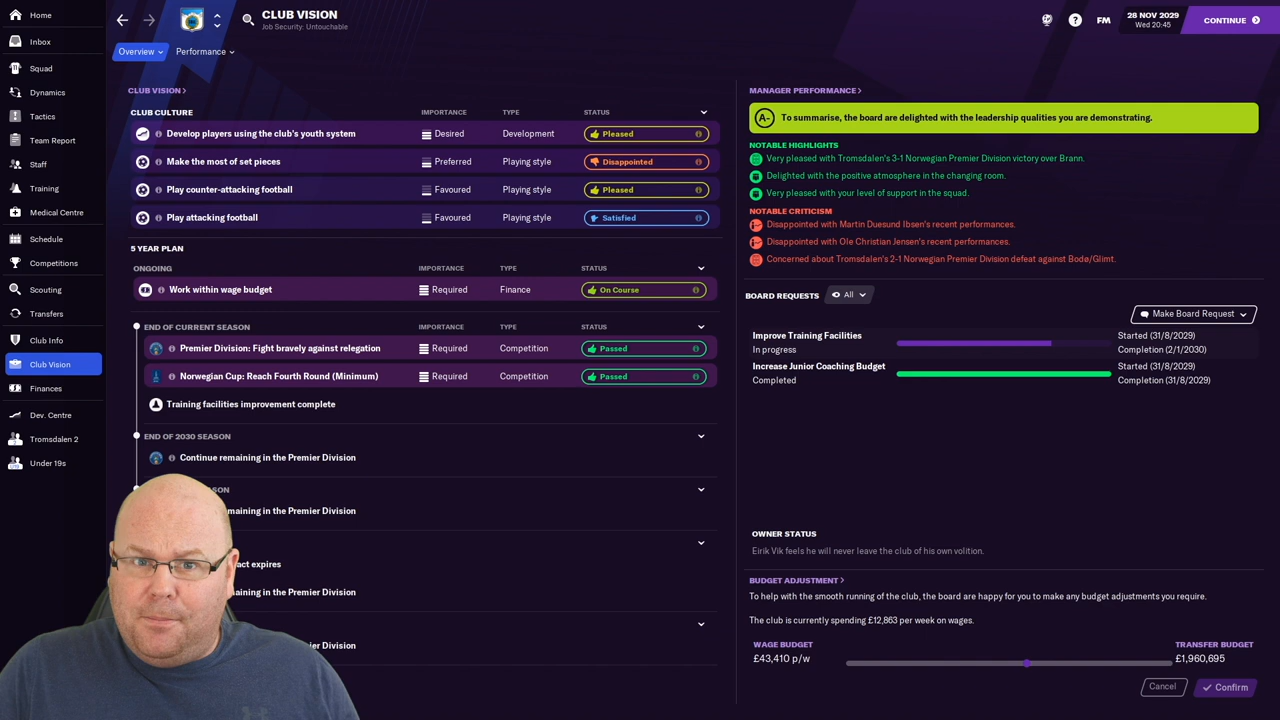 Home
Inbox
Squad
Dynamics
Tactics
Team Report
Staff
Training
Medical Centre
Schedule
Competitions
Scouting
Transfers
Club Info
Club Vision
Finances
Dev. Centre
Tromsdalen 2
Under 19s
CLUB VISION
Job Security: Untouchable
FM
28 NOV 2029
Wed 20:45
CONTINUE
Overview
Performance
CLUB VISION
CLUB CULTURE IMPORTANCE TYPE STATUS
Develop players using the club's youth system Desired Development Pleased
Make the most of set pieces Preferred Playing style Disappointed
Play counter-attacking football Favoured Playing style Pleased
Play attacking football Favoured Playing style Satisfied
5 YEAR PLAN
ONGOING IMPORTANCE TYPE STATUS
Work within wage budget Required Finance On Course
END OF CURRENT SEASON IMPORTANCE TYPE STATUS
Premier Division: Fight bravely against relegation Required Competition Passed
Norwegian Cup: Reach Fourth Round (Minimum) Required Competition Passed
Training facilities improvement complete
END OF 2030 SEASON
Continue remaining in the Premier Division
SEASON
maining in the Premier Division
act expires
maining in the Premier Division
maining in the Premier Division
MANAGER PERFORMANCE
A- To summarise, the board are delighted with the leadership qualities you are demonstrating.
NOTABLE HIGHLIGHTS
Very pleased with Tromsdalen's 3-1 Norwegian Premier Division victory over Brann.
Delighted with the positive atmosphere in the changing room.
Very pleased with your level of support in the squad.
NOTABLE CRITICISM
Disappointed with Martin Duesund Ibsen's recent performances.
Disappointed with Ole Christian Jensen's recent performances.
Concerned about Tromsdalen's 2-1 Norwegian Premier Division defeat against Bodø/Glimt.
BOARD REQUESTS All
Make Board Request
Improve Training Facilities Started (31/8/2029)
In progress Completion (2/1/2030)
Increase Junior Coaching Budget Started (31/8/2029)
Completed Completion (31/8/2029)
OWNER STATUS
Eirik Vik feels he will never leave the club of his own volition.
BUDGET ADJUSTMENT
To help with the smooth running of the club, the board are happy for you to make any budget adjustments you require.
The club is currently spending £12,863 per week on wages.
WAGE BUDGET TRANSFER BUDGET
£43,410 p/w £1,960,695
Cancel Confirm